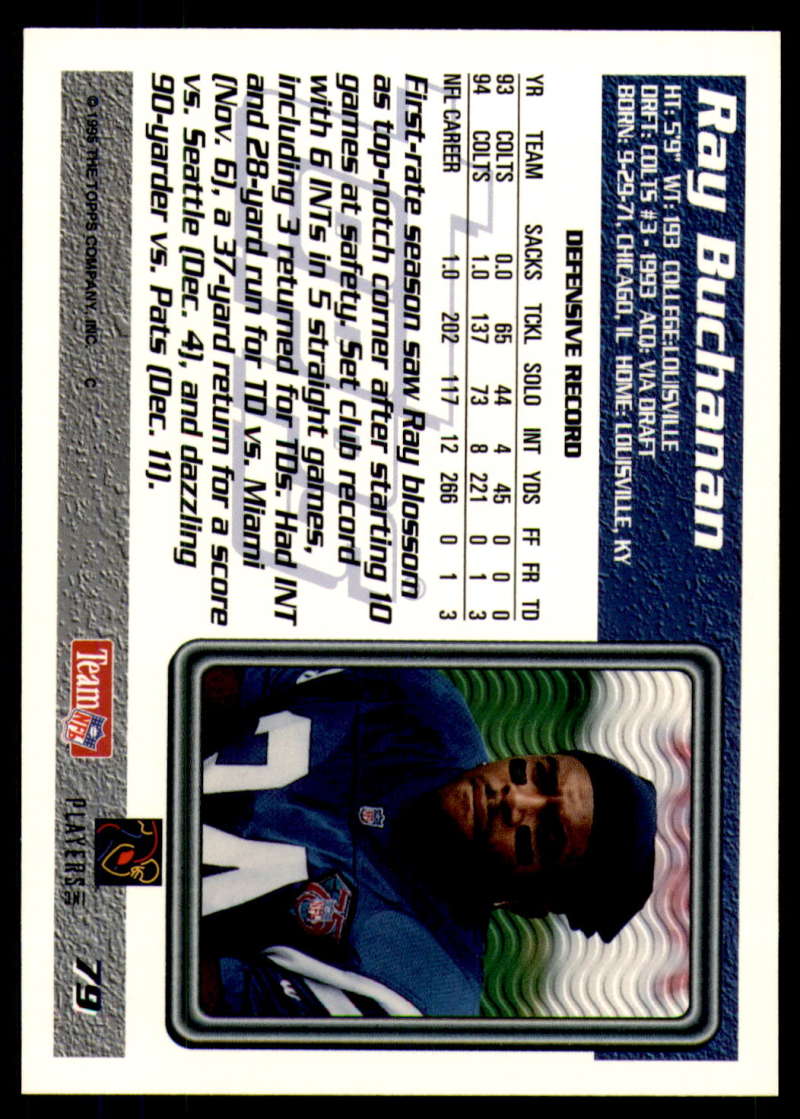 Ray Buchanan
HT: 5'9" WT: 193 COLLEGE: LOUISVILLE
DRFT: COLTS #3 - 1993 ACQ: VIA DRAFT
BORN: 9-29-71, CHICAGO, IL HOME: LOUISVILLE, KY
DEFENSIVE RECORD
YR TEAM SACKS TCKL SOLO INT YDS FF FR TD
93 COLTS 0.0 65 44 4 45 0 0 0
94 COLTS 1.0 137 73 8 221 0 1 3
NFL CAREER 1.0 202 117 12 266 0 1 3
First-rate season saw Ray blossom
as top-notch corner after starting 10
games at safety. Set club record
with 6 INTs in 5 straight games,
including 3 returned for TDs. Had INT
and 28-yard run for TD vs. Miami
(Nov. 6), a 37-yard return for a score
vs. Seattle (Dec. 4), and dazzling
90-yarder vs. Pats (Dec. 11).
© 1995 THE TOPPS COMPANY, INC. C
Team NFL
PLAYERS INC
79